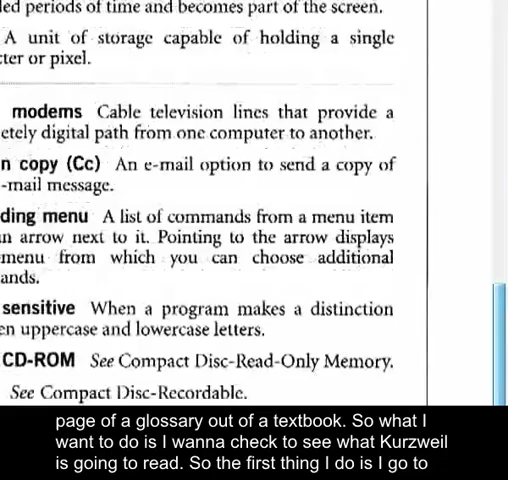 led periods of time and becomes part of the screen.
A unit of storage capable of holding a single
cter or pixel.
modems Cable television lines that provide a
etely digital path from one computer to another.
n copy (Cc) An e-mail option to send a copy of
-mail message.
ding menu A list of commands from a menu item
an arrow next to it. Pointing to the arrow displays
menu from which you can choose additional
ands.
sensitive When a program makes a distinction
en uppercase and lowercase letters.
CD-ROM See Compact Disc-Read-Only Memory.
See Compact Disc-Recordable.
page of a glossary out of a textbook. So what I
want to do is I wanna check to see what Kurzweil
is going to read. So the first thing I do is I go to